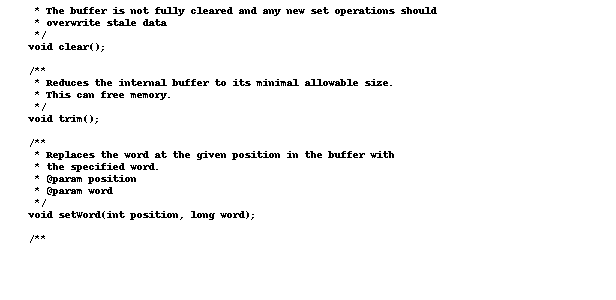 * The buffer is not fully cleared and any new set operations should
* overwrite stale data
*/
void clear();
/**
* Reduces the internal buffer to its minimal allowable size.
* This can free memory.
*/
void trim();
/**
* Replaces the word at the given position in the buffer with
* the specified word.
* @param position
* @param word
*/
void setWord(int position, long word);
/**